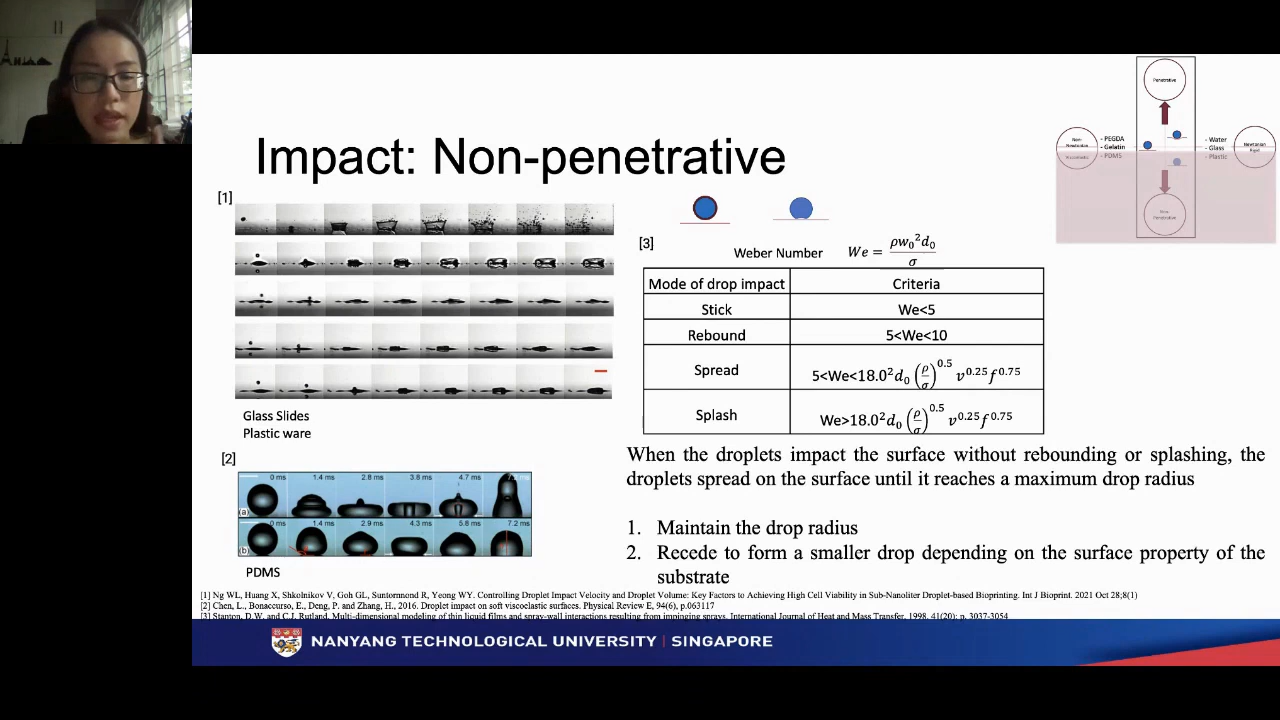 Impact: Non-penetrative
Penetrative
Non-
Newtonian
Viscoelastic
- PEGDA
- Gelatin
- PDMS
- Water
- Glass
- Plastic
Newtonian
Rigid
Non-
Penetrative
[1]
Glass Slides
Plastic ware
[2]
0 ms
1.4 ms
2.8 ms
3.8 ms
4.7 ms
(a)
0 ms
1.4 ms
2.9 ms
4.3 ms
5.8 ms
7.2 ms
(b)
PDMS
[3]
Weber Number We = ρw₀²d₀/σ
Mode of drop impact Criteria
Stick We<5
Rebound 5<We<10
Spread 5<We<18.0²d₀(ρ/σ)^0.5 ν^0.25 f^0.75
Splash We>18.0²d₀(ρ/σ)^0.5 ν^0.25 f^0.75
When the droplets impact the surface without rebounding or splashing, the
droplets spread on the surface until it reaches a maximum drop radius
1. Maintain the drop radius
2. Recede to form a smaller drop depending on the surface property of the
substrate
[1] Ng WL, Huang X, Shkolnikov V, Goh GL, Suntornnond R, Yeong WY. Controlling Droplet Impact Velocity and Droplet Volume: Key Factors to Achieving High Cell Viability in Sub-Nanoliter Droplet-based Bioprinting. Int J Bioprint. 2021 Oct 28;8(1)
[2] Chen, L., Bonaccurso, E., Deng, P. and Zhang, H., 2016. Droplet impact on soft viscoelastic surfaces. Physical Review E, 94(6), p.063117
[3] Stanton, D.W. and C.J. Rutland, Multi-dimensional modeling of thin liquid films and spray-wall interactions resulting from impinging sprays. International Journal of Heat and Mass Transfer, 1998. 41(20): p. 3037-3054
NANYANG TECHNOLOGICAL UNIVERSITY | SINGAPORE